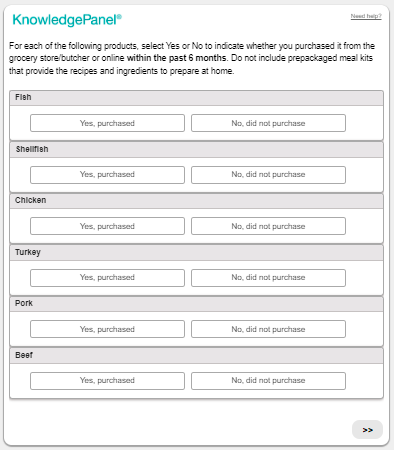 KnowledgePanel®
Need help?
For each of the following products, select Yes or No to indicate whether you purchased it from the
grocery store/butcher or online within the past 6 months. Do not include prepackaged meal kits
that provide the recipes and ingredients to prepare at home.
Fish
Yes, purchased No, did not purchase
Shellfish
Yes, purchased No, did not purchase
Chicken
Yes, purchased No, did not purchase
Turkey
Yes, purchased No, did not purchase
Pork
Yes, purchased No, did not purchase
Beef
Yes, purchased No, did not purchase
>>